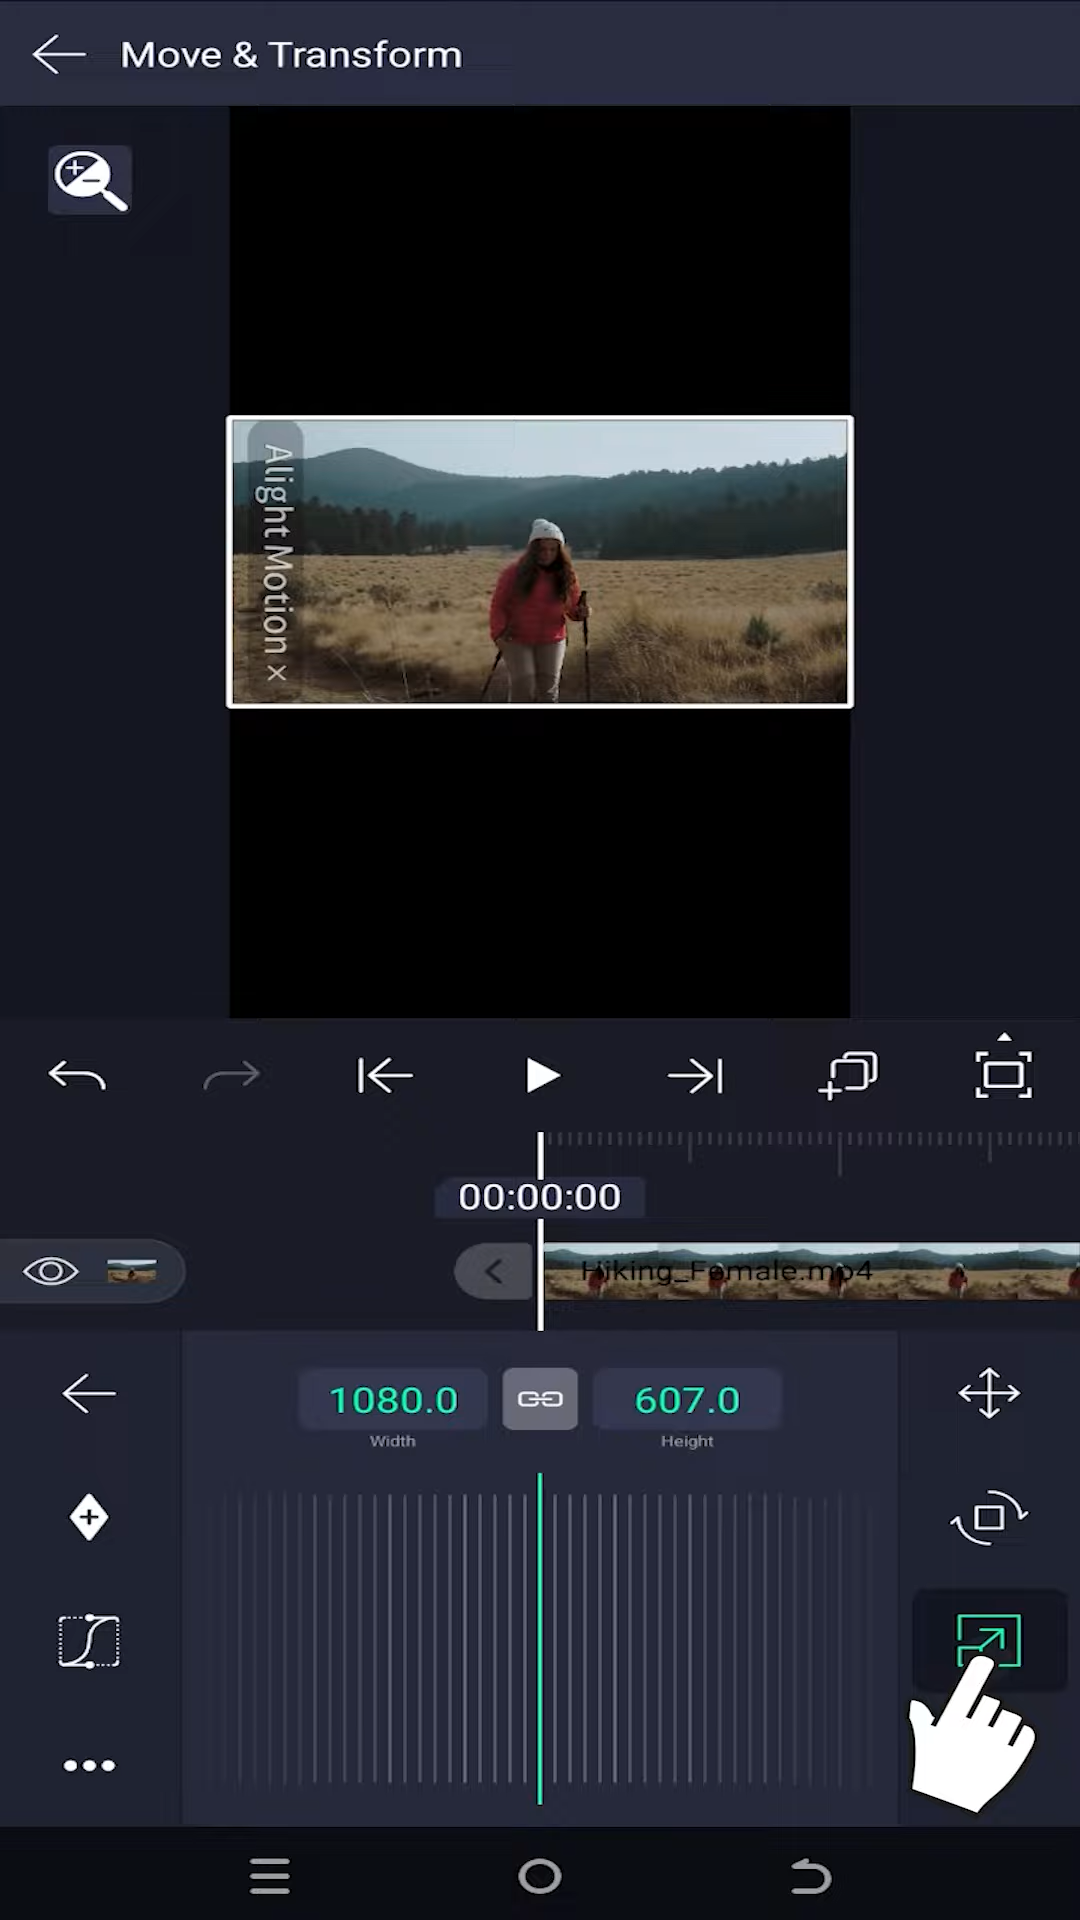 Move & Transform
Alight Motion ×
00:00:00
Hiking_Female.mp4
1080.0
607.0
Width
Height